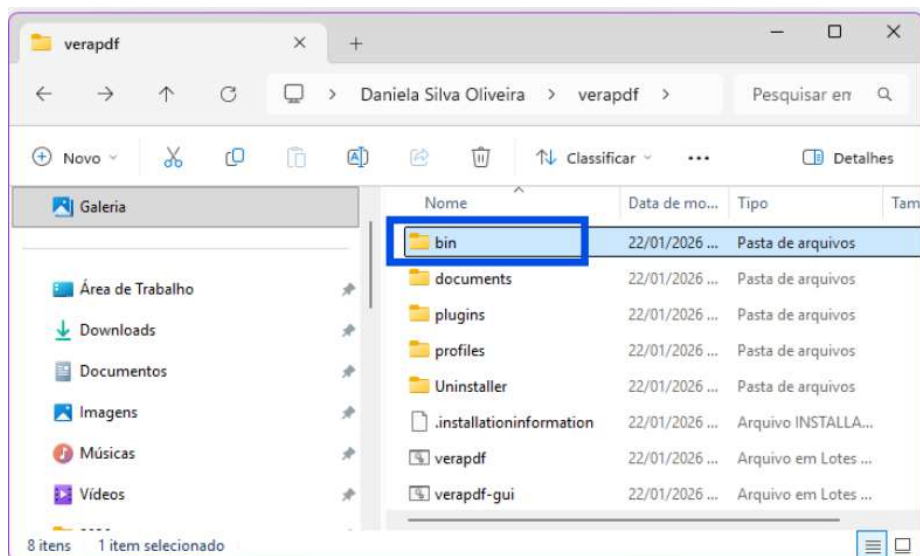 verapdf
Daniela Silva Oliveira > verapdf >
Pesquisar en
Novo
Classificar
Detalhes
Galeria
Área de Trabalho
Downloads
Documentos
Imagens
Músicas
Vídeos
Nome Data de mo... Tipo Tam
bin 22/01/2026 ... Pasta de arquivos
documents 22/01/2026 ... Pasta de arquivos
plugins 22/01/2026 ... Pasta de arquivos
profiles 22/01/2026 ... Pasta de arquivos
Uninstaller 22/01/2026 ... Pasta de arquivos
.installationinformation 22/01/2026 ... Arquivo INSTALLA...
verapdf 22/01/2026 ... Arquivo em Lotes ...
verapdf-gui 22/01/2026 ... Arquivo em Lotes ...
8 itens 1 item selecionado